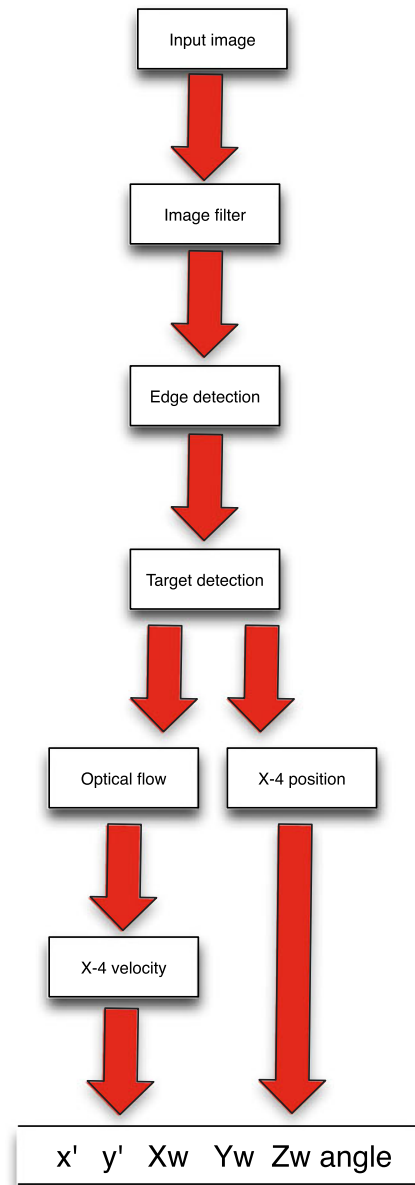 Input image
Image filter
Edge detection
Target detection
Optical flow
X-4 position
X-4 velocity
x' y' Xw Yw Zw angle